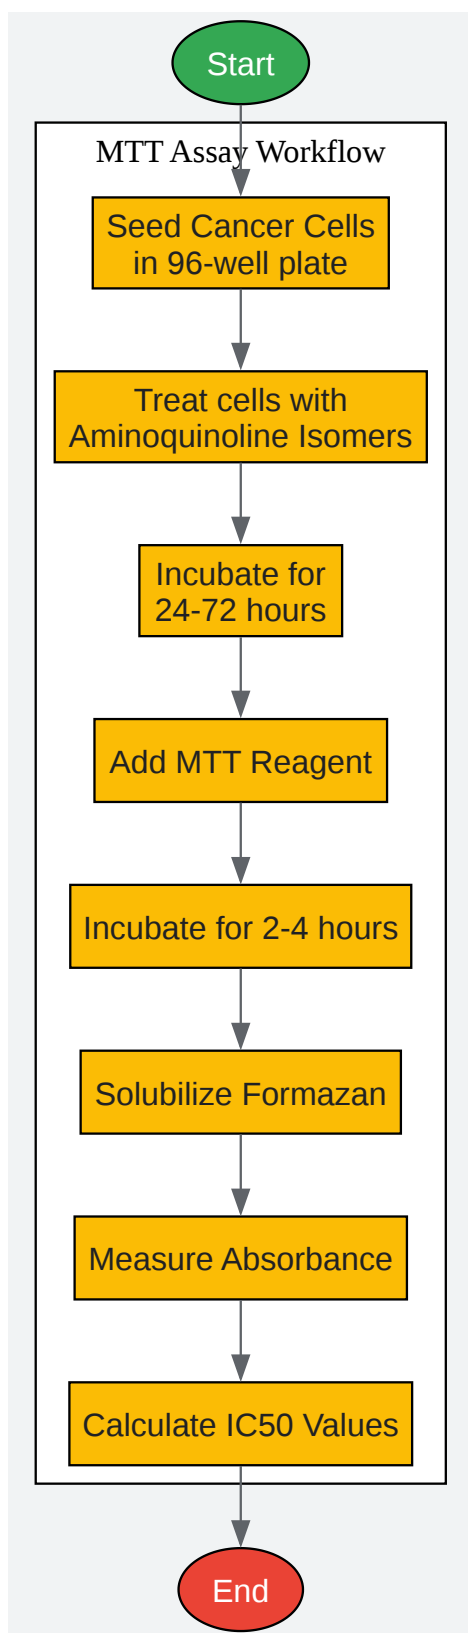 Start
MTT Assay Workflow
Seed Cancer Cells
in 96-well plate
Treat cells with
Aminoquinoline Isomers
Incubate for
24-72 hours
Add MTT Reagent
Incubate for 2-4 hours
Solubilize Formazan
Measure Absorbance
Calculate IC50 Values
End